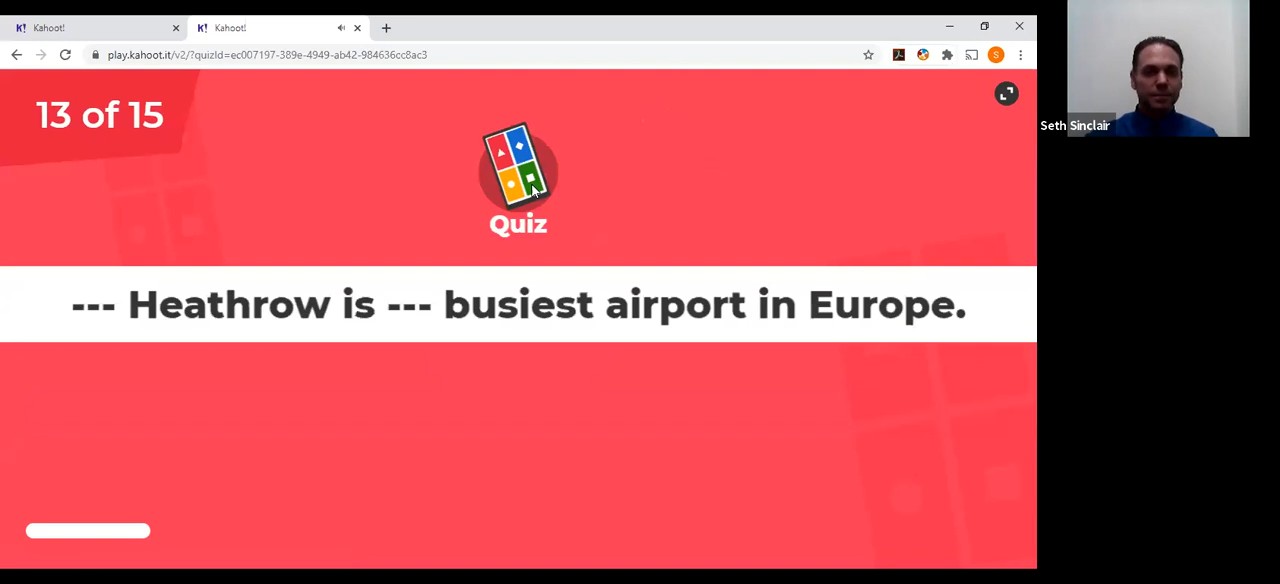 Kahoot!
Kahoot!
play.kahoot.it/v2/?quizId=ec007197-389e-4949-ab42-984636cc8ac3
S
13 of 15
Quiz
--- Heathrow is --- busiest airport in Europe.
Seth Sinclair